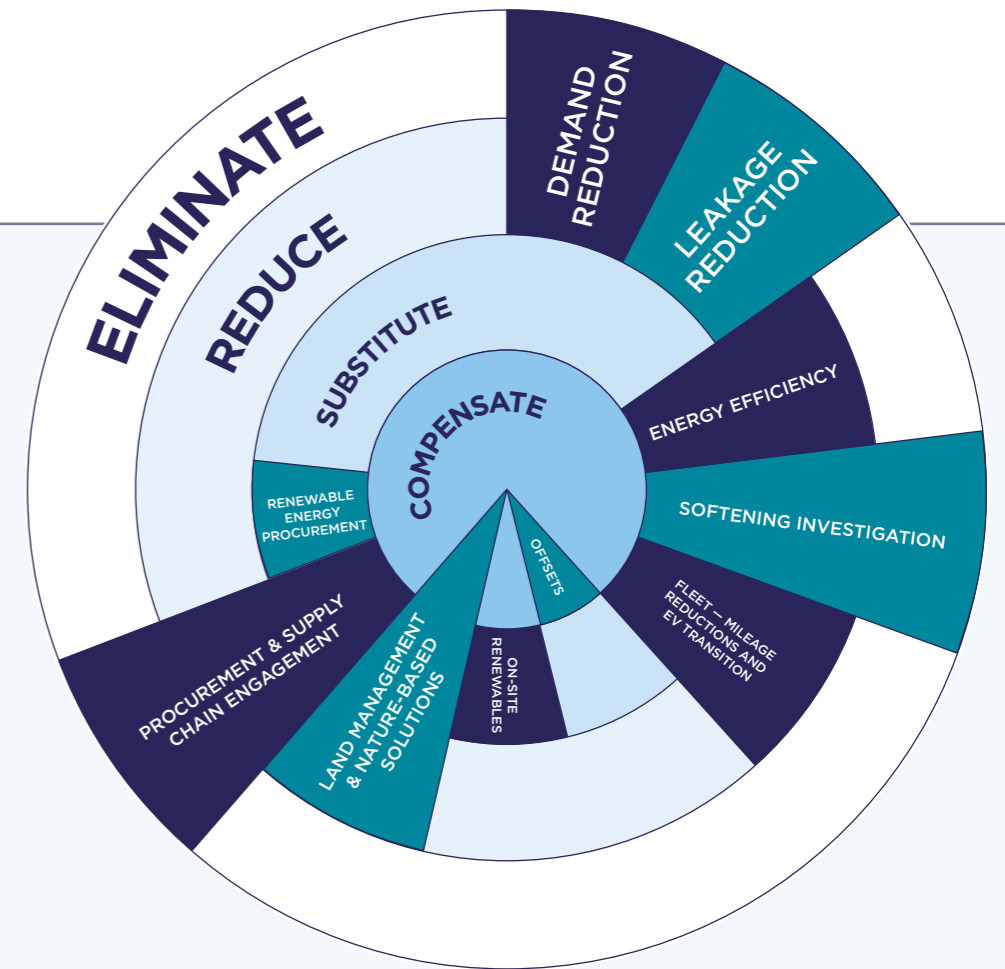 ELIMINATE
REDUCE
SUBSTITUTE
COMPENSATE
DEMAND
REDUCTION
LEAKAGE
REDUCTION
ENERGY EFFICIENCY
SOFTENING INVESTIGATION
FLEET — MILEAGE
REDUCTIONS AND
EV TRANSITION
OFFSETS
ON-SITE
RENEWABLES
LAND MANAGEMENT
& NATURE-BASED
SOLUTIONS
PROCUREMENT & SUPPLY
CHAIN ENGAGEMENT
RENEWABLE
ENERGY
PROCUREMENT